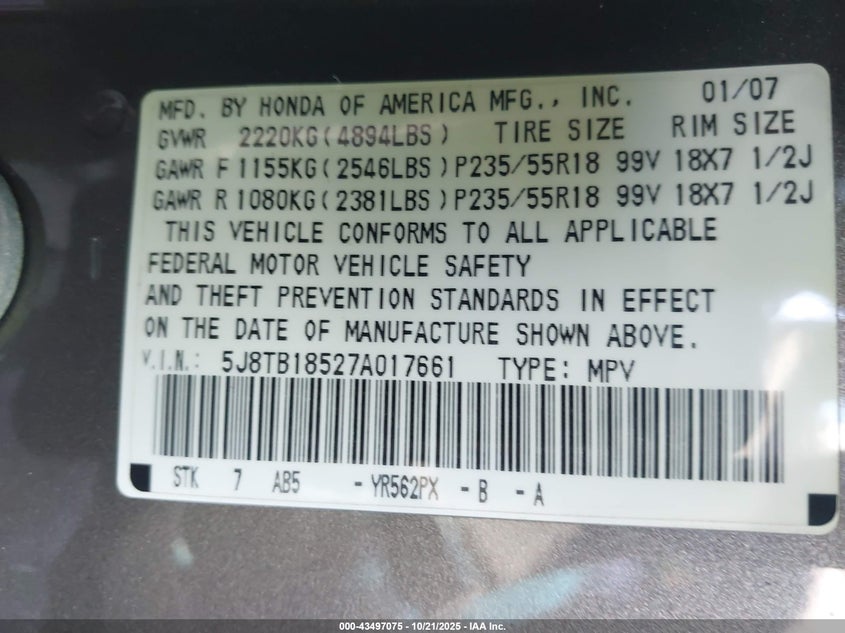 MFD. BY HONDA OF AMERICA MFG., INC. 01/07
GVWR 2220KG(4894LBS) TIRE SIZE RIM SIZE
GAWR F 1155KG(2546LBS)P235/55R18 99V 18X7 1/2J
GAWR R 1080KG(2381LBS)P235/55R18 99V 18X7 1/2J
THIS VEHICLE CONFORMS TO ALL APPLICABLE
FEDERAL MOTOR VEHICLE SAFETY
AND THEFT PREVENTION STANDARDS IN EFFECT
ON THE DATE OF MANUFACTURE SHOWN ABOVE.
V.I.N.: 5J8TB18527A017661 TYPE: MPV
STK 7 AB5 -YR562PX -B -A
000-43497075 - 10/21/2025 - IAA Inc.